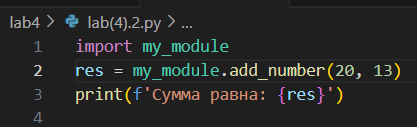 lab4 > lab(4).2.py > ...
1 import my_module
2 res = my_module.add_number(20, 13)
3 print(f'Сумма равна: {res}')
4